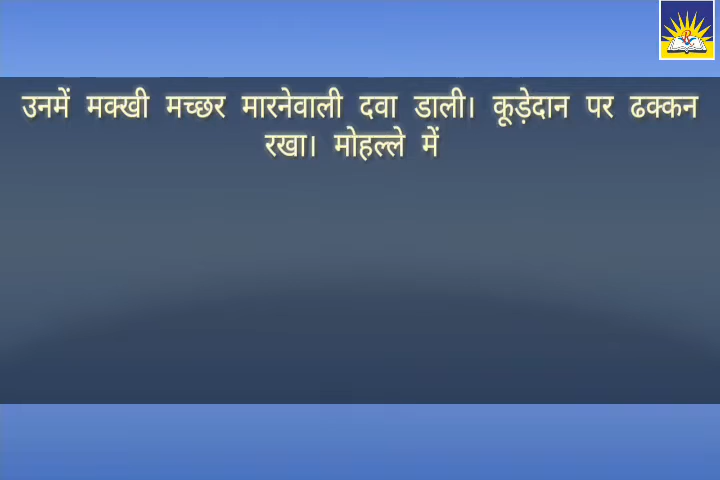 उनमें मक्खी मच्छर मारनेवाली दवा डाली। कूड़ेदान पर ढक्कन
रखा। मोहल्ले में